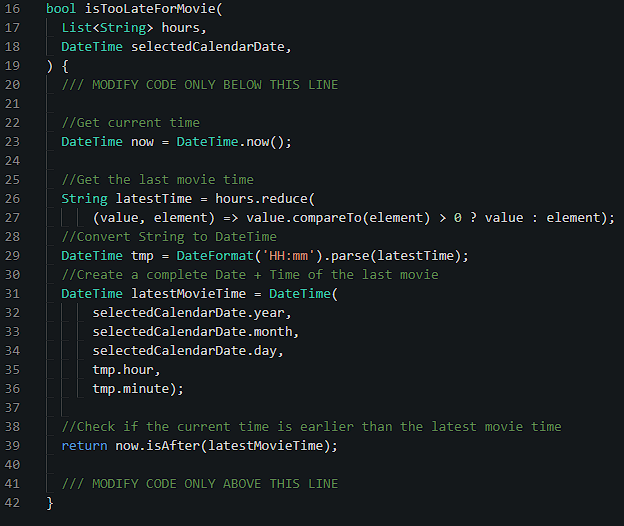 16 bool isTooLateForMovie(
17 List<String> hours,
18 DateTime selectedCalendarDate,
19 ) {
20 /// MODIFY CODE ONLY BELOW THIS LINE
21
22 //Get current time
23 DateTime now = DateTime.now();
24
25 //Get the last movie time
26 String latestTime = hours.reduce(
27 (value, element) => value.compareTo(element) > 0 ? value : element);
28 //Convert String to DateTime
29 DateTime tmp = DateFormat('HH:mm').parse(latestTime);
30 //Create a complete Date + Time of the last movie
31 DateTime latestMovieTime = DateTime(
32 selectedCalendarDate.year,
33 selectedCalendarDate.month,
34 selectedCalendarDate.day,
35 tmp.hour,
36 tmp.minute);
37
38 //Check if the current time is earlier than the latest movie time
39 return now.isAfter(latestMovieTime);
40
41 /// MODIFY CODE ONLY ABOVE THIS LINE
42 }